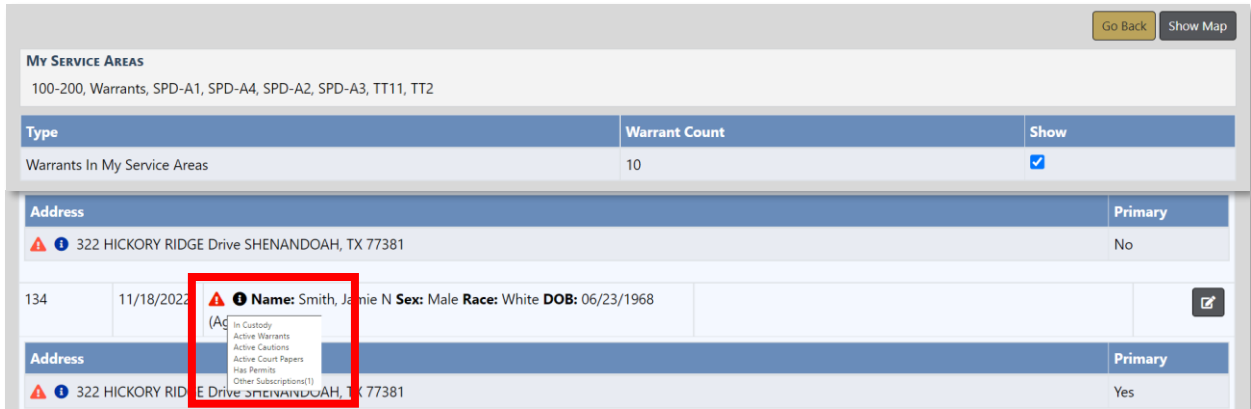 Go Back Show Map
My Service Areas
100-200, Warrants, SPD-A1, SPD-A4, SPD-A2, SPD-A3, TT11, TT2
Type Warrant Count Show
Warrants In My Service Areas 10
Address Primary
322 HICKORY RIDGE Drive SHENANDOAH, TX 77381 No
134 11/18/2022 Name: Smith, Jamie N Sex: Male Race: White DOB: 06/23/1968
In Custody
Active Warrants
Active Cautions
Active Court Papers
Has Permits
Other Subscriptions(1)
Address Primary
322 HICKORY RIDGE Drive SHENANDOAH, TX 77381 Yes